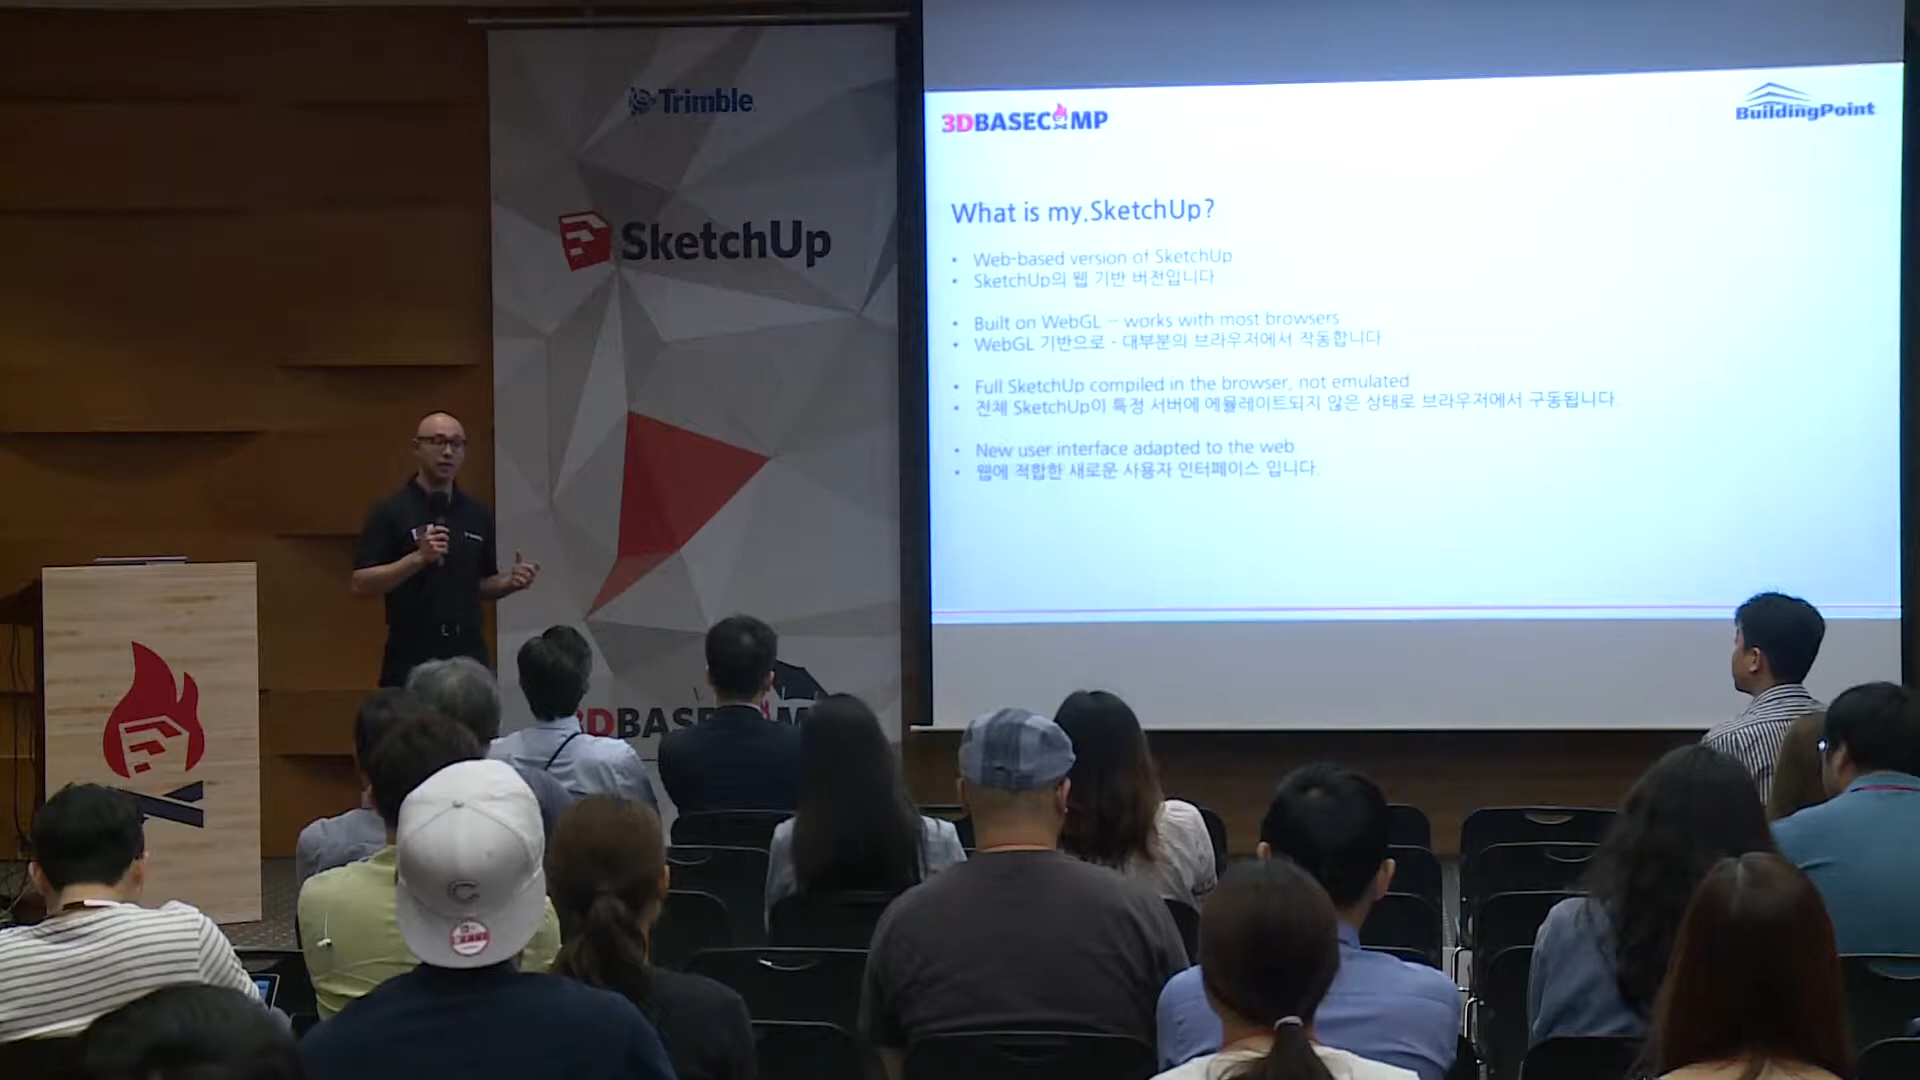 Trimble
SketchUp
3DBASECAMP
BuildingPoint
What is my.SketchUp?
• Web-based version of SketchUp
• SketchUp의 웹 기반 버전입니다.
• Built on WebGL -- works with most browsers
• WebGL 기반으로 - 대부분의 브라우저에서 작동합니다
• Full SketchUp compiled in the browser, not emulated
• 전체 SketchUp이 특정 서버에 에뮬레이트되지 않은 상태로 브라우저에서 구동됩니다.
• New user interface adapted to the web
• 웹에 적합한 새로운 사용자 인터페이스 입니다.
3DBASE MP